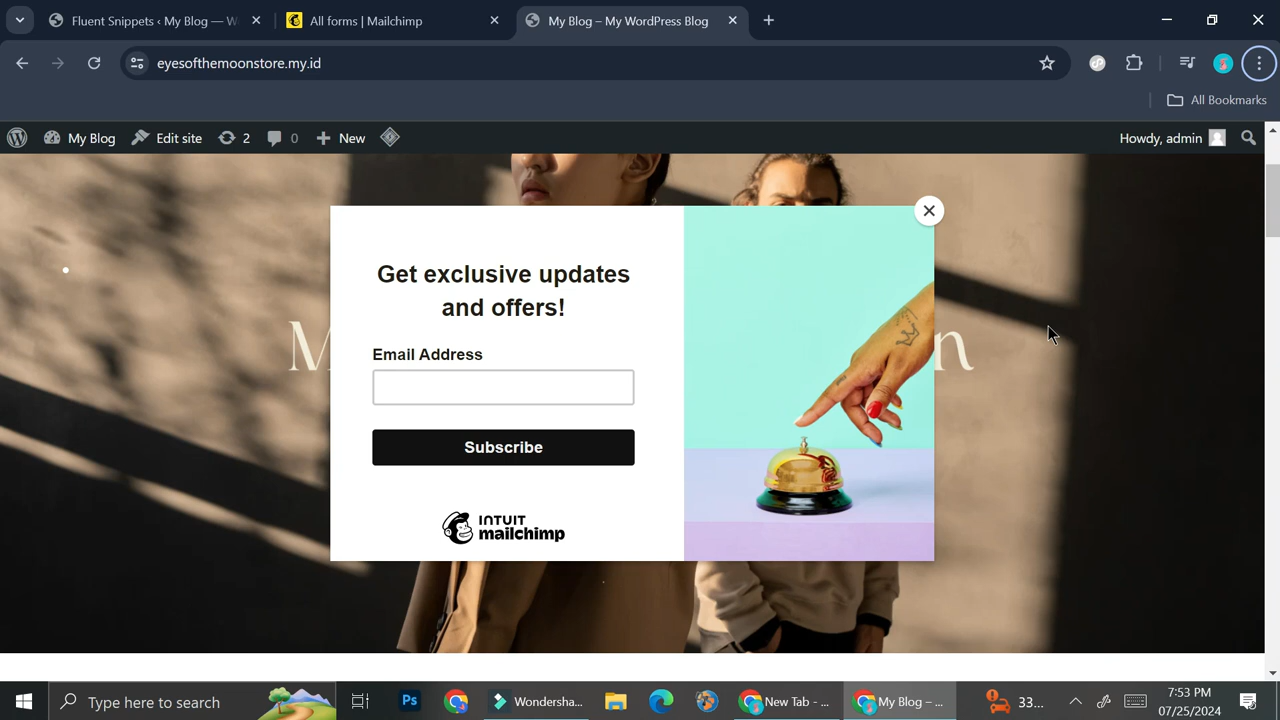 Fluent Snippets ‹ My Blog — W
All forms | Mailchimp
My Blog – My WordPress Blog
eyesofthemoonstore.my.id
All Bookmarks
My Blog
Edit site
2
0
New
Howdy, admin
Get exclusive updates
and offers!
Email Address
Subscribe
INTUIT
mailchimp
Type here to search
Ps
Wondersha...
New Tab - ...
My Blog – ...
33...
7:53 PM
07/25/2024